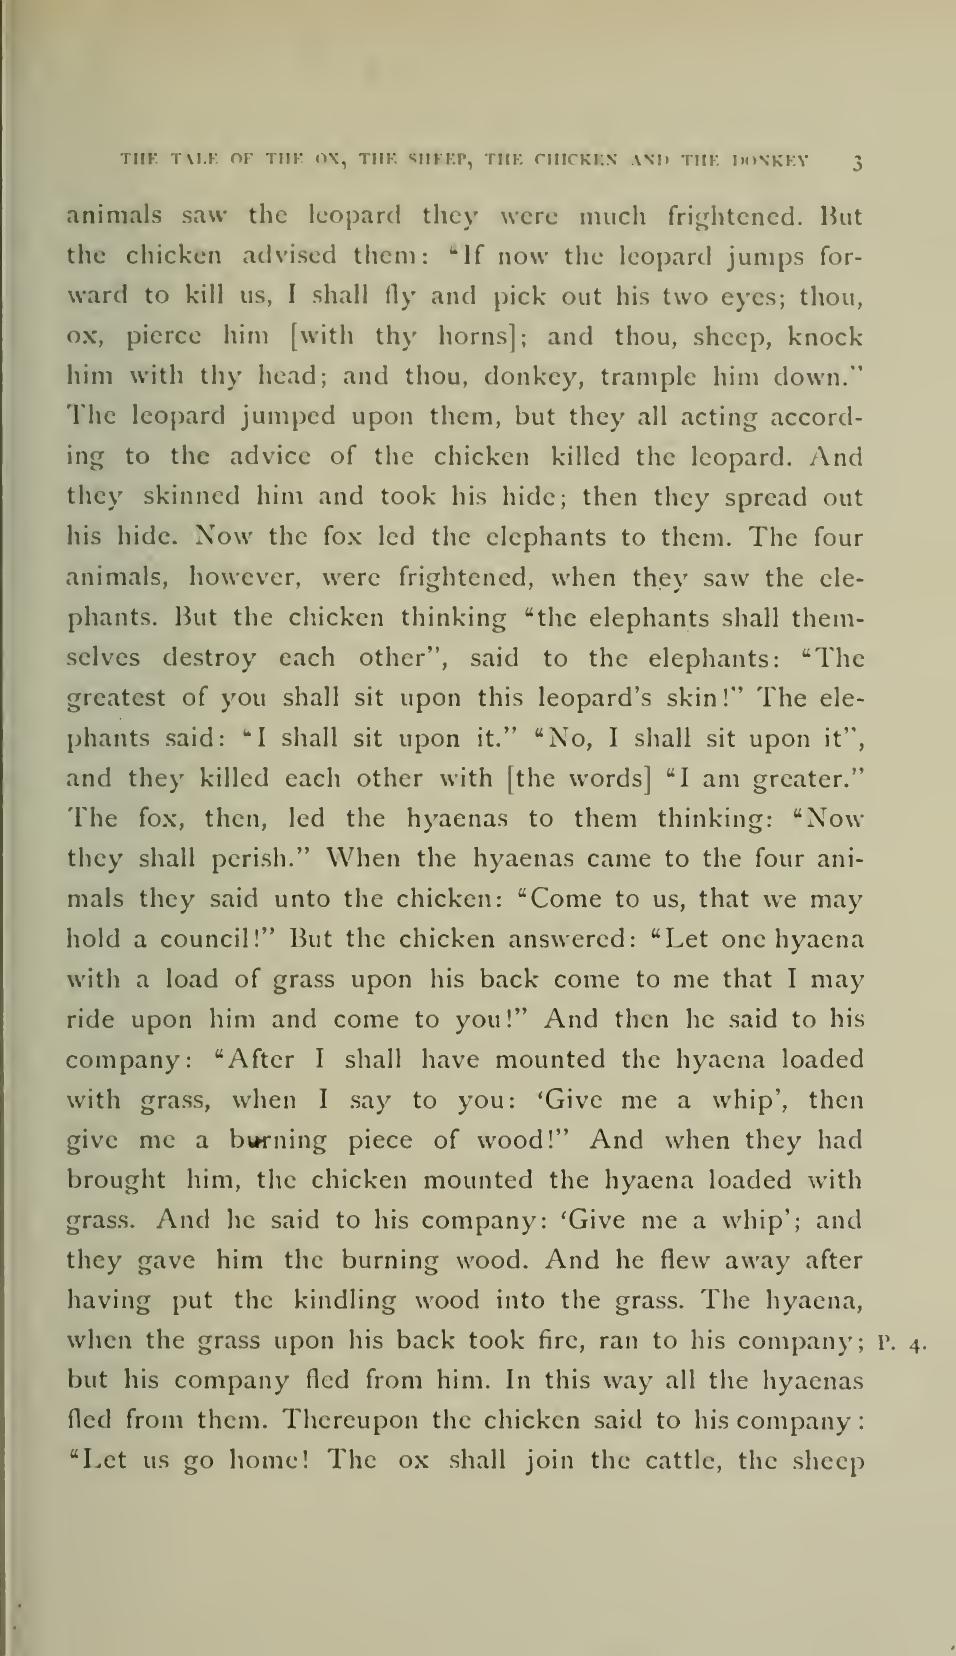 THE TALE OF THE OX, THE SHEEP, THE CHICKEN AND THE DONKEY 3
animals saw the leopard they were much frightened. But
the chicken advised them: “If now the leopard jumps for-
ward to kill us, I shall fly and pick out his two eyes; thou,
ox, pierce him [with thy horns]; and thou, sheep, knock
him with thy head; and thou, donkey, trample him down.”
The leopard jumped upon them, but they all acting accord-
ing to the advice of the chicken killed the leopard. And
they skinned him and took his hide; then they spread out
his hide. Now the fox led the elephants to them. The four
animals, however, were frightened, when they saw the ele-
phants. But the chicken thinking “the elephants shall them-
selves destroy each other”, said to the elephants: “The
greatest of you shall sit upon this leopard's skin!” The ele-
phants said: “I shall sit upon it.” “No, I shall sit upon it”,
and they killed each other with [the words] “I am greater.”
The fox, then, led the hyaenas to them thinking: “Now
they shall perish.” When the hyaenas came to the four ani-
mals they said unto the chicken: “Come to us, that we may
hold a council!” But the chicken answered: “Let one hyaena
with a load of grass upon his back come to me that I may
ride upon him and come to you!” And then he said to his
company: “After I shall have mounted the hyaena loaded
with grass, when I say to you: ‘Give me a whip’, then
give me a burning piece of wood!” And when they had
brought him, the chicken mounted the hyaena loaded with
grass. And he said to his company: ‘Give me a whip’; and
they gave him the burning wood. And he flew away after
having put the kindling wood into the grass. The hyaena,
when the grass upon his back took fire, ran to his company; P. 4.
but his company fled from him. In this way all the hyaenas
fled from them. Thereupon the chicken said to his company:
“Let us go home! The ox shall join the cattle, the sheep